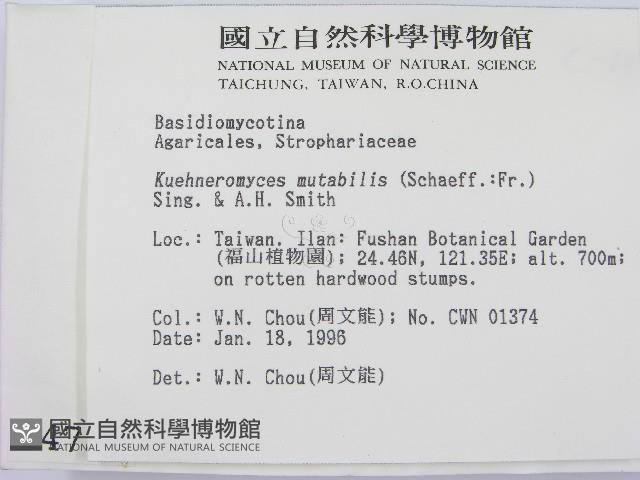 國立自然科學博物館
NATIONAL MUSEUM OF NATURAL SCIENCE
TAICHUNG, TAIWAN, R.O.CHINA
Basidiomycotina
Agaricales, Strophariaceae
Kuehneromyces mutabilis (Schaeff.:Fr.)
Sing. & A.H. Smith
Loc.: Taiwan. Ilan: Fushan Botanical Garden
(福山植物園); 24.46N, 121.35E; alt. 700m;
on rotten hardwood stumps.
Col.: W.N. Chou(周文能); No. CWN 01374
Date: Jan. 18, 1996
Det.: W.N. Chou(周文能)
47
國立自然科學博物館
NATIONAL MUSEUM OF NATURAL SCIENCE